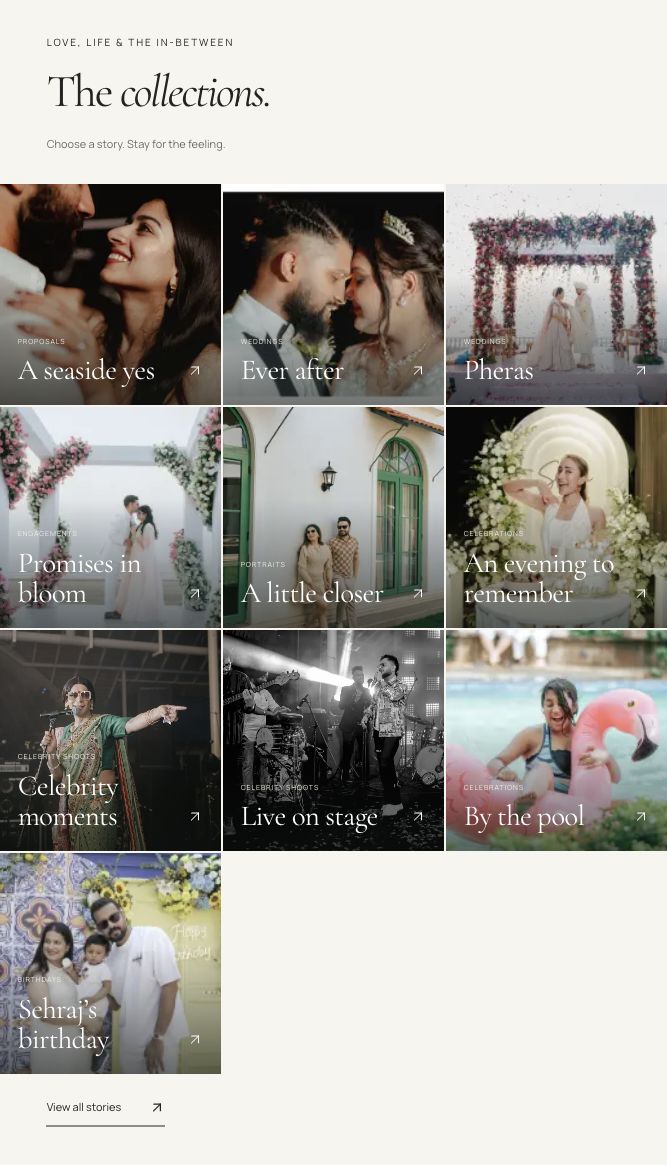 LOVE, LIFE & THE IN-BETWEEN
The collections.
Choose a story. Stay for the feeling.
PROPOSALS
A seaside yes
WEDDINGS
Ever after
WEDDINGS
Pheras
ENGAGEMENTS
Promises in
bloom
PORTRAITS
A little closer
CELEBRATIONS
An evening to
remember
CELEBRITY SHOOTS
Celebrity
moments
CELEBRITY SHOOTS
Live on stage
CELEBRATIONS
By the pool
Happy
birthday
BIRTHDAYS
Sehraj’s
birthday
View all stories